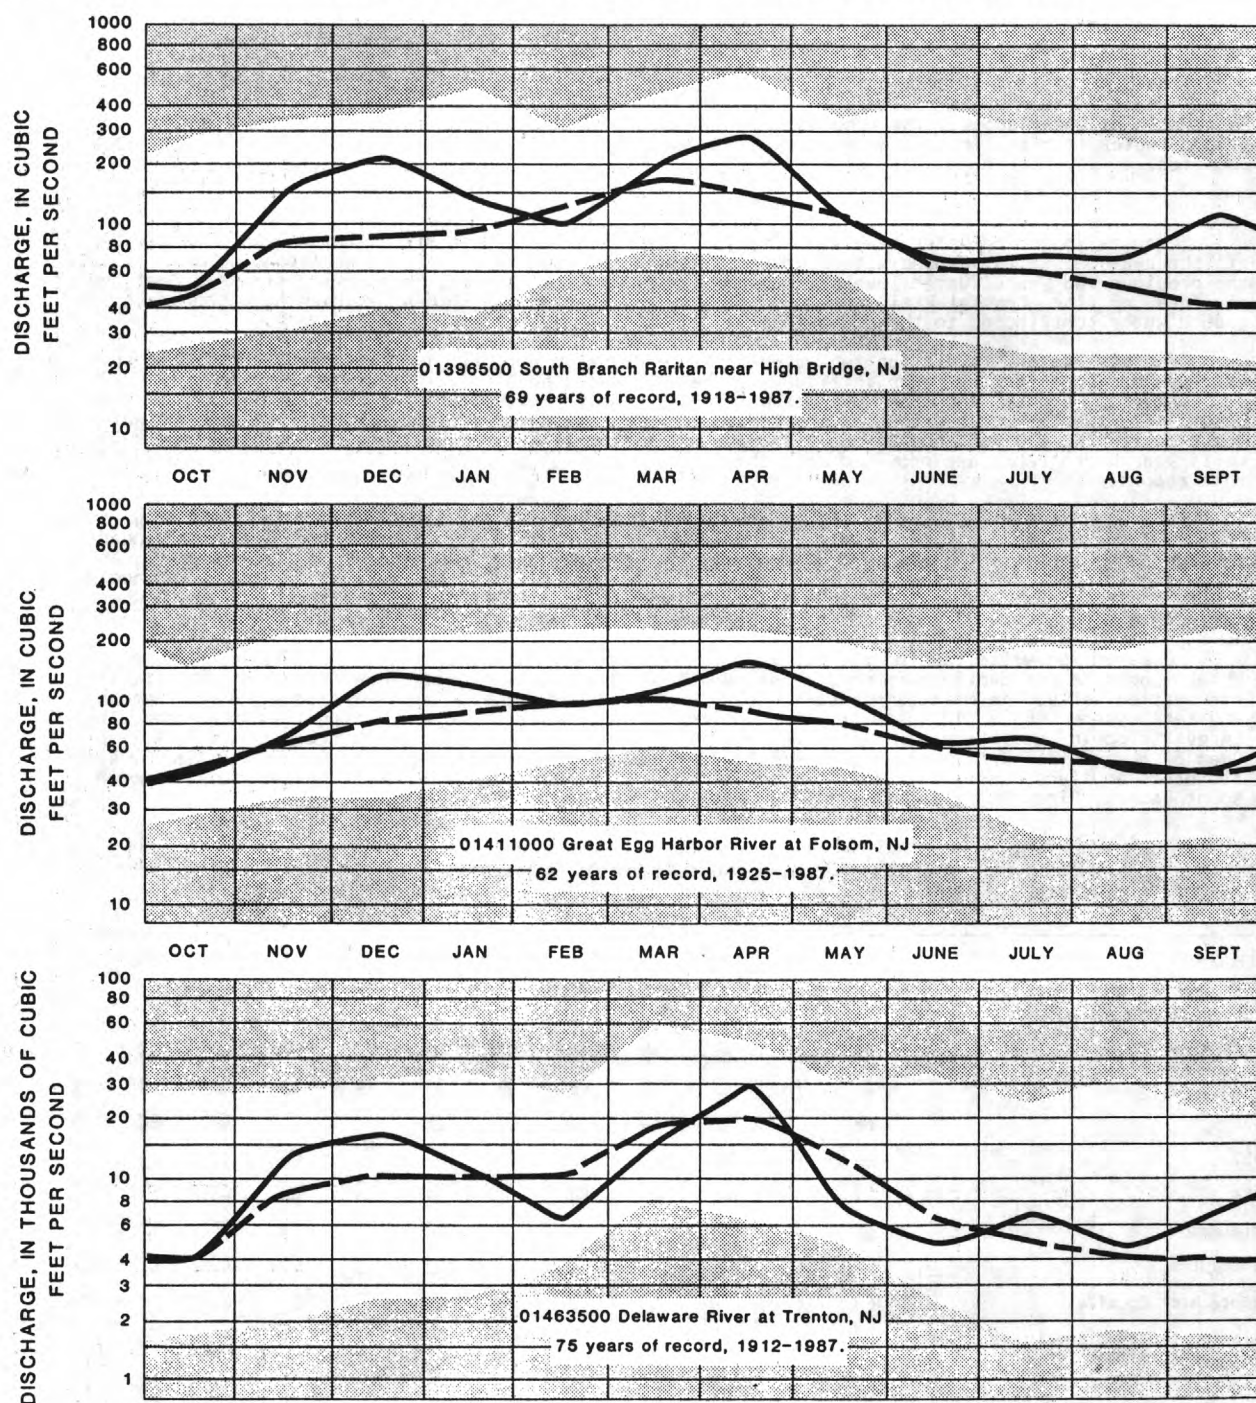 DISCHARGE, IN CUBIC
FEET PER SECOND
1000
800
600
400
300
200
100
80
60
40
30
20
10
01396500 South Branch Raritan near High Bridge, NJ
69 years of record, 1918-1987.
OCT NOV DEC JAN FEB MAR APR MAY JUNE JULY AUG SEPT
DISCHARGE, IN CUBIC
FEET PER SECOND
1000
800
600
400
300
200
100
80
60
40
30
20
10
01411000 Great Egg Harbor River at Folsom, NJ
62 years of record, 1925-1987.
OCT NOV DEC JAN FEB MAR APR MAY JUNE JULY AUG SEPT
DISCHARGE, IN THOUSANDS OF CUBIC
FEET PER SECOND
100
80
60
40
30
20
10
8
6
4
3
2
1
01463500 Delaware River at Trenton, NJ
75 years of record, 1912-1987.